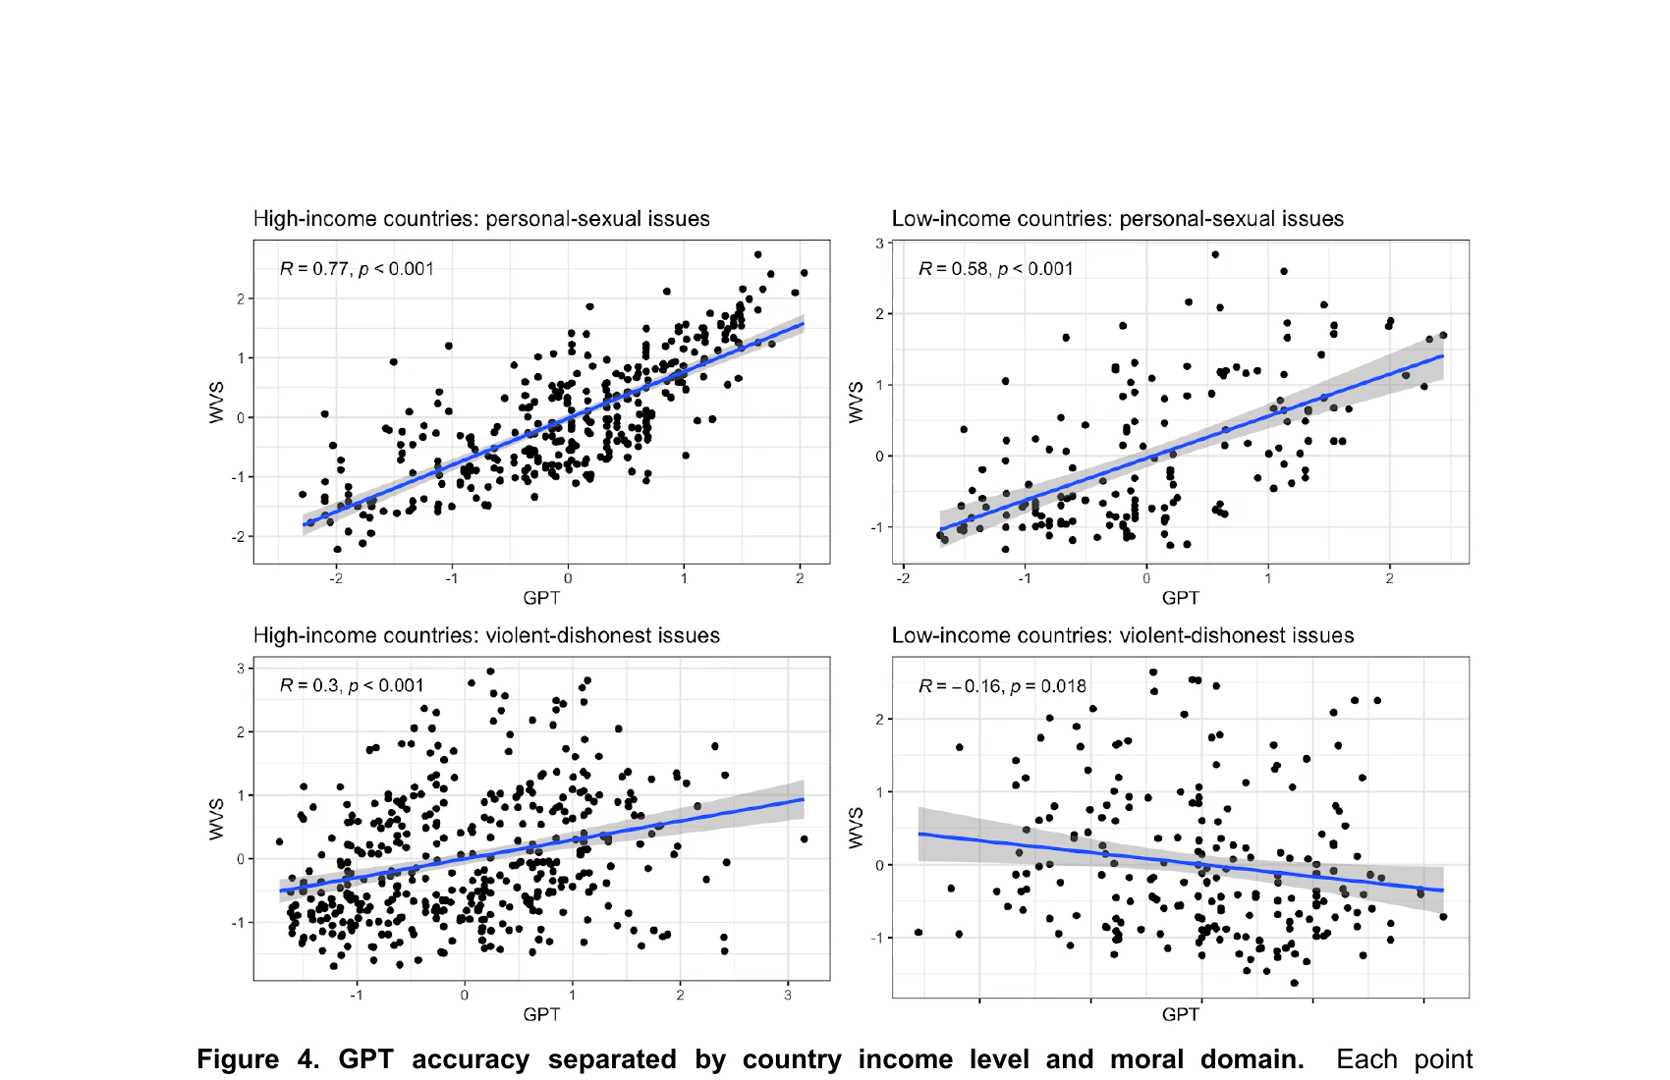 High-income countries: personal-sexual issues
R = 0.77, p < 0.001
WVS
2
1
0
-1
-2
-2 -1 0 1 2
GPT
Low-income countries: personal-sexual issues
R = 0.58, p < 0.001
WVS
3
2
1
0
-1
-2 -1 0 1 2
GPT
High-income countries: violent-dishonest issues
R = 0.3, p < 0.001
WVS
3
2
1
0
-1
-1 0 1 2 3
GPT
Low-income countries: violent-dishonest issues
R = −0.16, p = 0.018
WVS
2
1
0
-1
GPT
Figure 4. GPT accuracy separated by country income level and moral domain. Each point